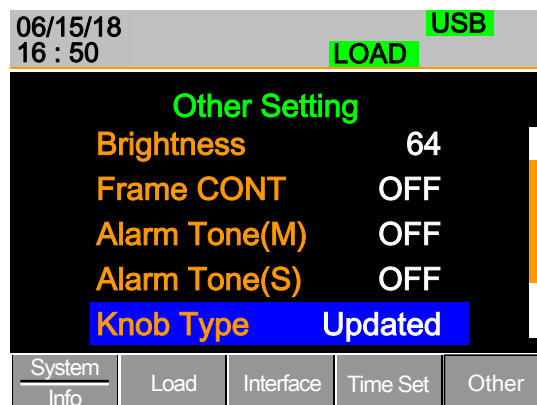 06/15/18 USB
16 : 50 LOAD
Other Setting
Brightness 64
Frame CONT OFF
Alarm Tone(M) OFF
Alarm Tone(S) OFF
Knob Type Updated
System
Info
Load
Interface
Time Set
Other